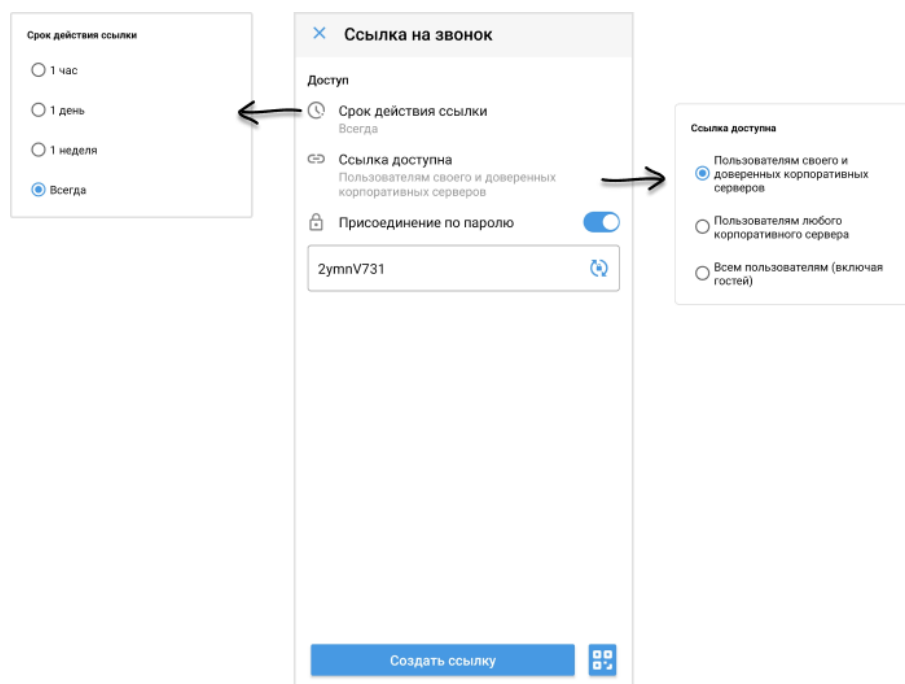 Срок действия ссылки
1 час
1 день
1 неделя
Всегда
Ссылка на звонок
Доступ
Срок действия ссылки
Всегда
Ссылка доступна
Пользователям своего и доверенных
корпоративных серверов
Присоединение по паролю
2ymnV731
Создать ссылку
Ссылка доступна
Пользователям своего и
доверенных корпоративных
серверов
Пользователям любого
корпоративного сервера
Всем пользователям (включая
гостей)